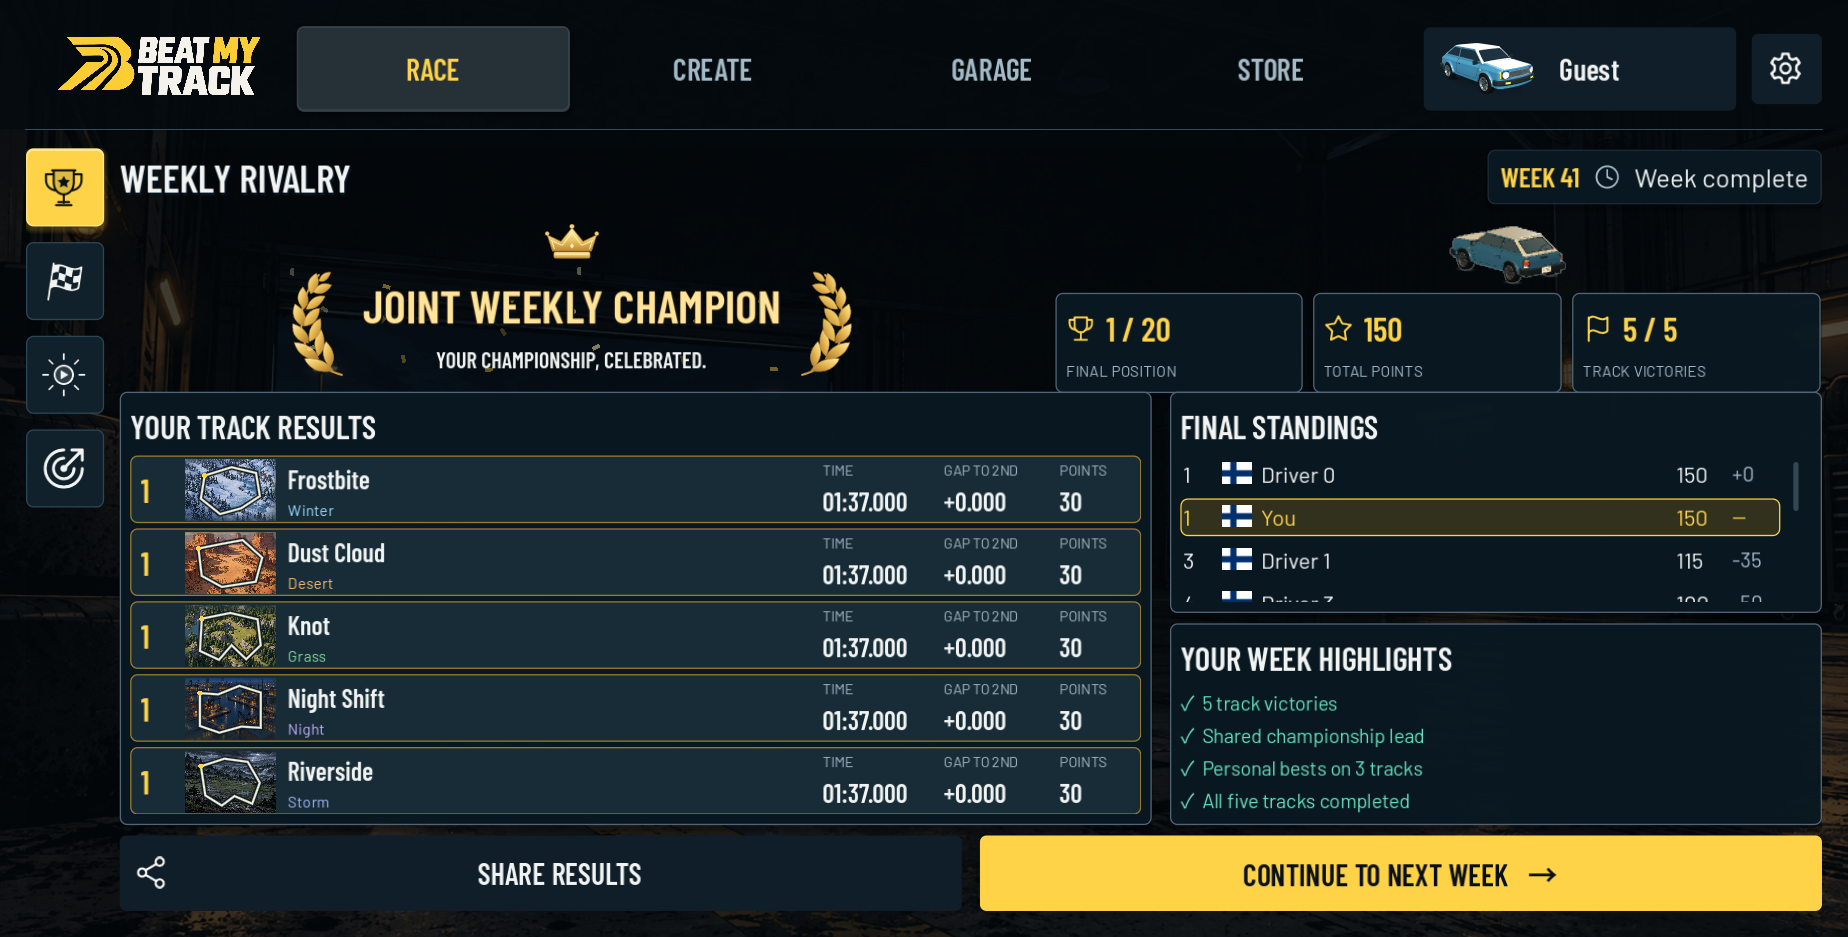 BEAT MY TRACK
RACE
CREATE
GARAGE
STORE
Guest
WEEKLY RIVALRY
WEEK 41 Week complete
JOINT WEEKLY CHAMPION
YOUR CHAMPIONSHIP, CELEBRATED.
1 / 20
FINAL POSITION
150
TOTAL POINTS
5 / 5
TRACK VICTORIES
YOUR TRACK RESULTS
1 Frostbite Winter TIME 01:37.000 GAP TO 2ND +0.000 POINTS 30
1 Dust Cloud Desert TIME 01:37.000 GAP TO 2ND +0.000 POINTS 30
1 Knot Grass TIME 01:37.000 GAP TO 2ND +0.000 POINTS 30
1 Night Shift Night TIME 01:37.000 GAP TO 2ND +0.000 POINTS 30
1 Riverside Storm TIME 01:37.000 GAP TO 2ND +0.000 POINTS 30
FINAL STANDINGS
1 Driver 0 150 +0
1 You 150 –
3 Driver 1 115 -35
YOUR WEEK HIGHLIGHTS
✓ 5 track victories
✓ Shared championship lead
✓ Personal bests on 3 tracks
✓ All five tracks completed
SHARE RESULTS
CONTINUE TO NEXT WEEK →